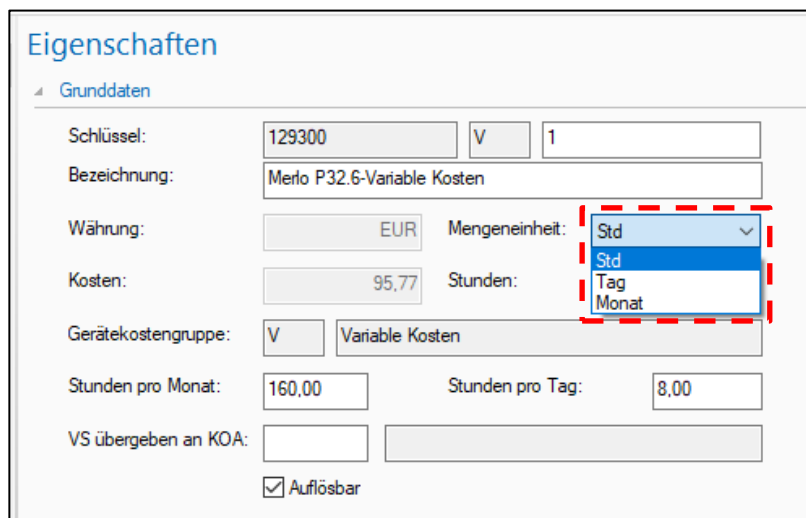 Eigenschaften
Grunddaten
Schlüssel: 129300 V 1
Bezeichnung: Merlo P32.6-Variable Kosten
Währung: EUR Mengeneinheit: Std
Std
Kosten: 95,77 Stunden: Tag
Monat
Gerätekostengruppe: V Variable Kosten
Stunden pro Monat: 160,00 Stunden pro Tag: 8,00
VS übergeben an KOA:
Auflösbar